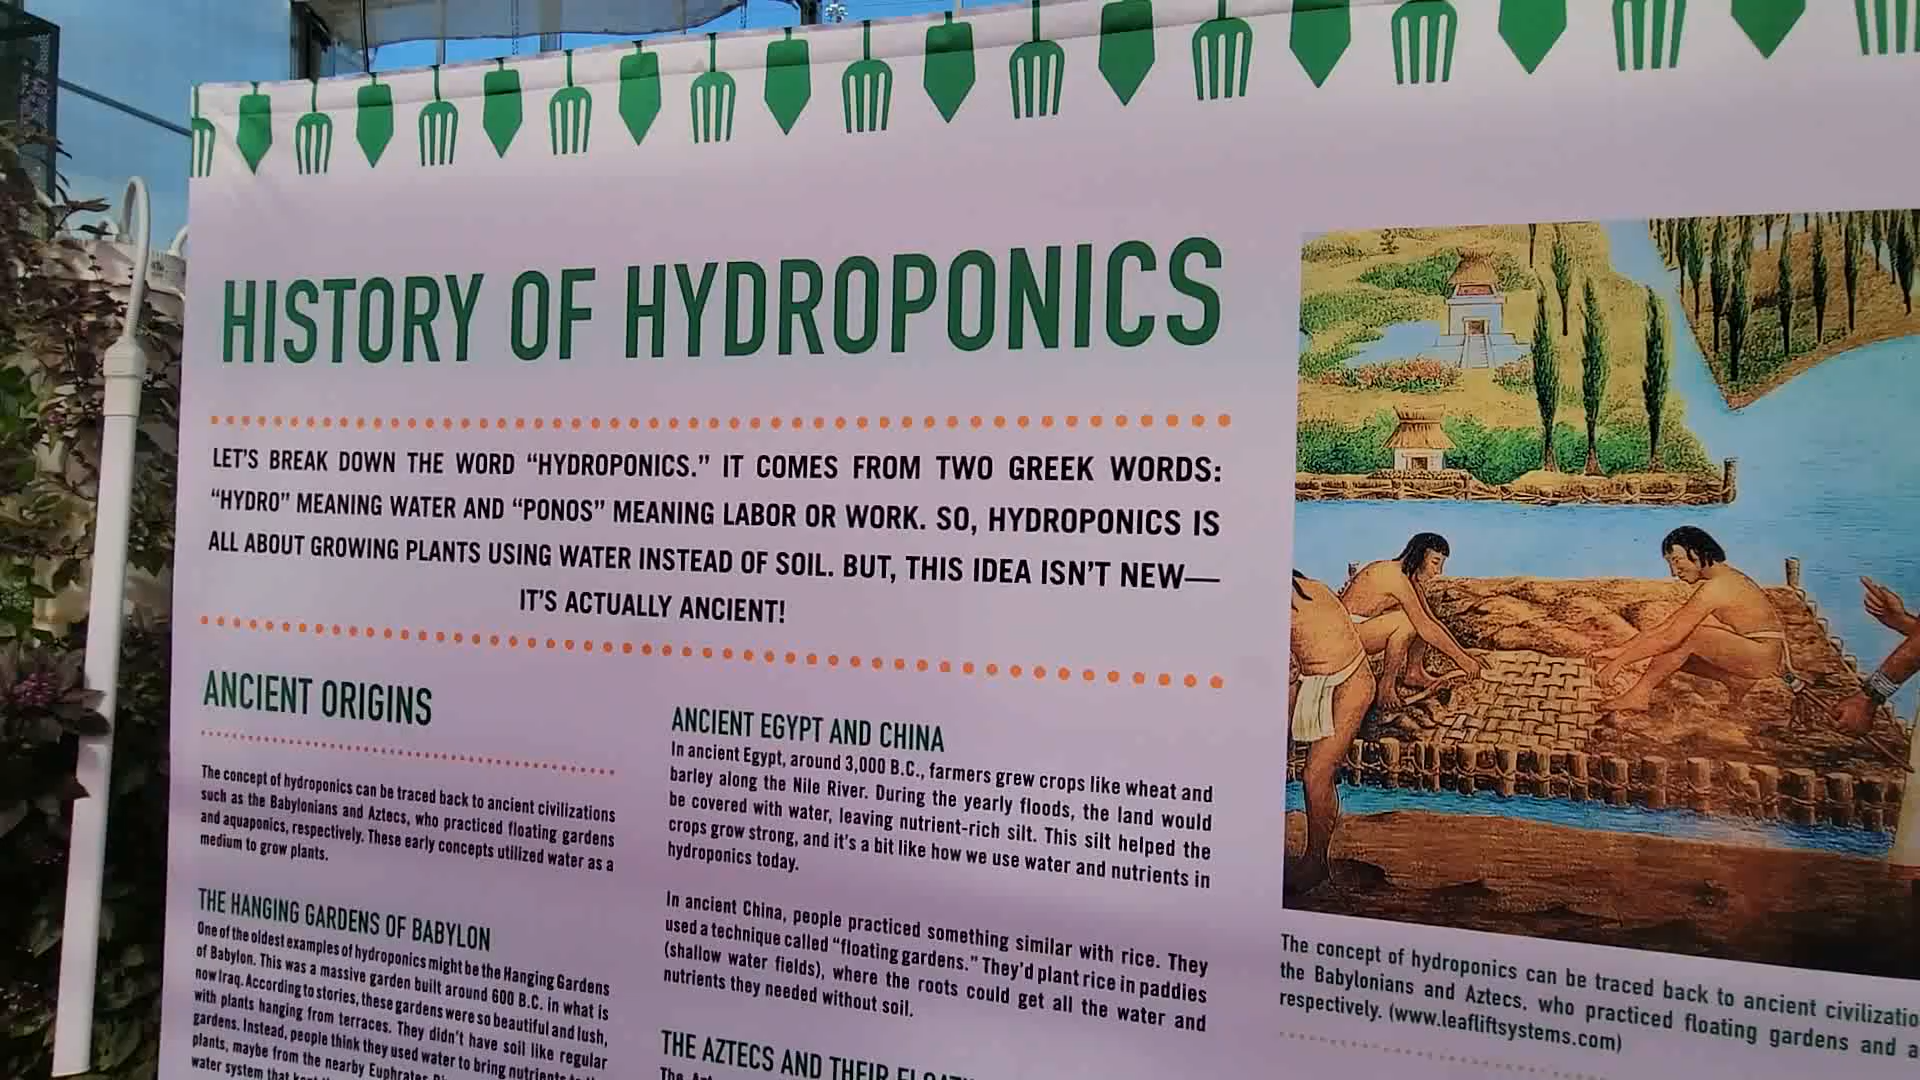 HISTORY OF HYDROPONICS
LET'S BREAK DOWN THE WORD “HYDROPONICS.” IT COMES FROM TWO GREEK WORDS:
“HYDRO” MEANING WATER AND “PONOS” MEANING LABOR OR WORK. SO, HYDROPONICS IS
ALL ABOUT GROWING PLANTS USING WATER INSTEAD OF SOIL. BUT, THIS IDEA ISN'T NEW—
IT'S ACTUALLY ANCIENT!
ANCIENT ORIGINS
The concept of hydroponics can be traced back to ancient civilizations
such as the Babylonians and Aztecs, who practiced floating gardens
and aquaponics, respectively. These early concepts utilized water as a
medium to grow plants.
THE HANGING GARDENS OF BABYLON
One of the oldest examples of hydroponics might be the Hanging Gardens
of Babylon. This was a massive garden built around 600 B.C. in what is
now Iraq. According to stories, these gardens were so beautiful and lush,
with plants hanging from terraces. They didn't have soil like regular
gardens. Instead, people think they used water to bring nutrients to
plants, maybe from the nearby Euphrates
water system that
ANCIENT EGYPT AND CHINA
In ancient Egypt, around 3,000 B.C., farmers grew crops like wheat and
barley along the Nile River. During the yearly floods, the land would
be covered with water, leaving nutrient-rich silt. This silt helped the
crops grow strong, and it's a bit like how we use water and nutrients in
hydroponics today.
In ancient China, people practiced something similar with rice. They
used a technique called “floating gardens.” They'd plant rice in paddies
(shallow water fields), where the roots could get all the water and
nutrients they needed without soil.
THE AZTECS AND THEIR
The
The concept of hydroponics can be traced back to ancient civilizatio
the Babylonians and Aztecs, who practiced floating gardens and a
respectively. (www.leafliftsystems.com)